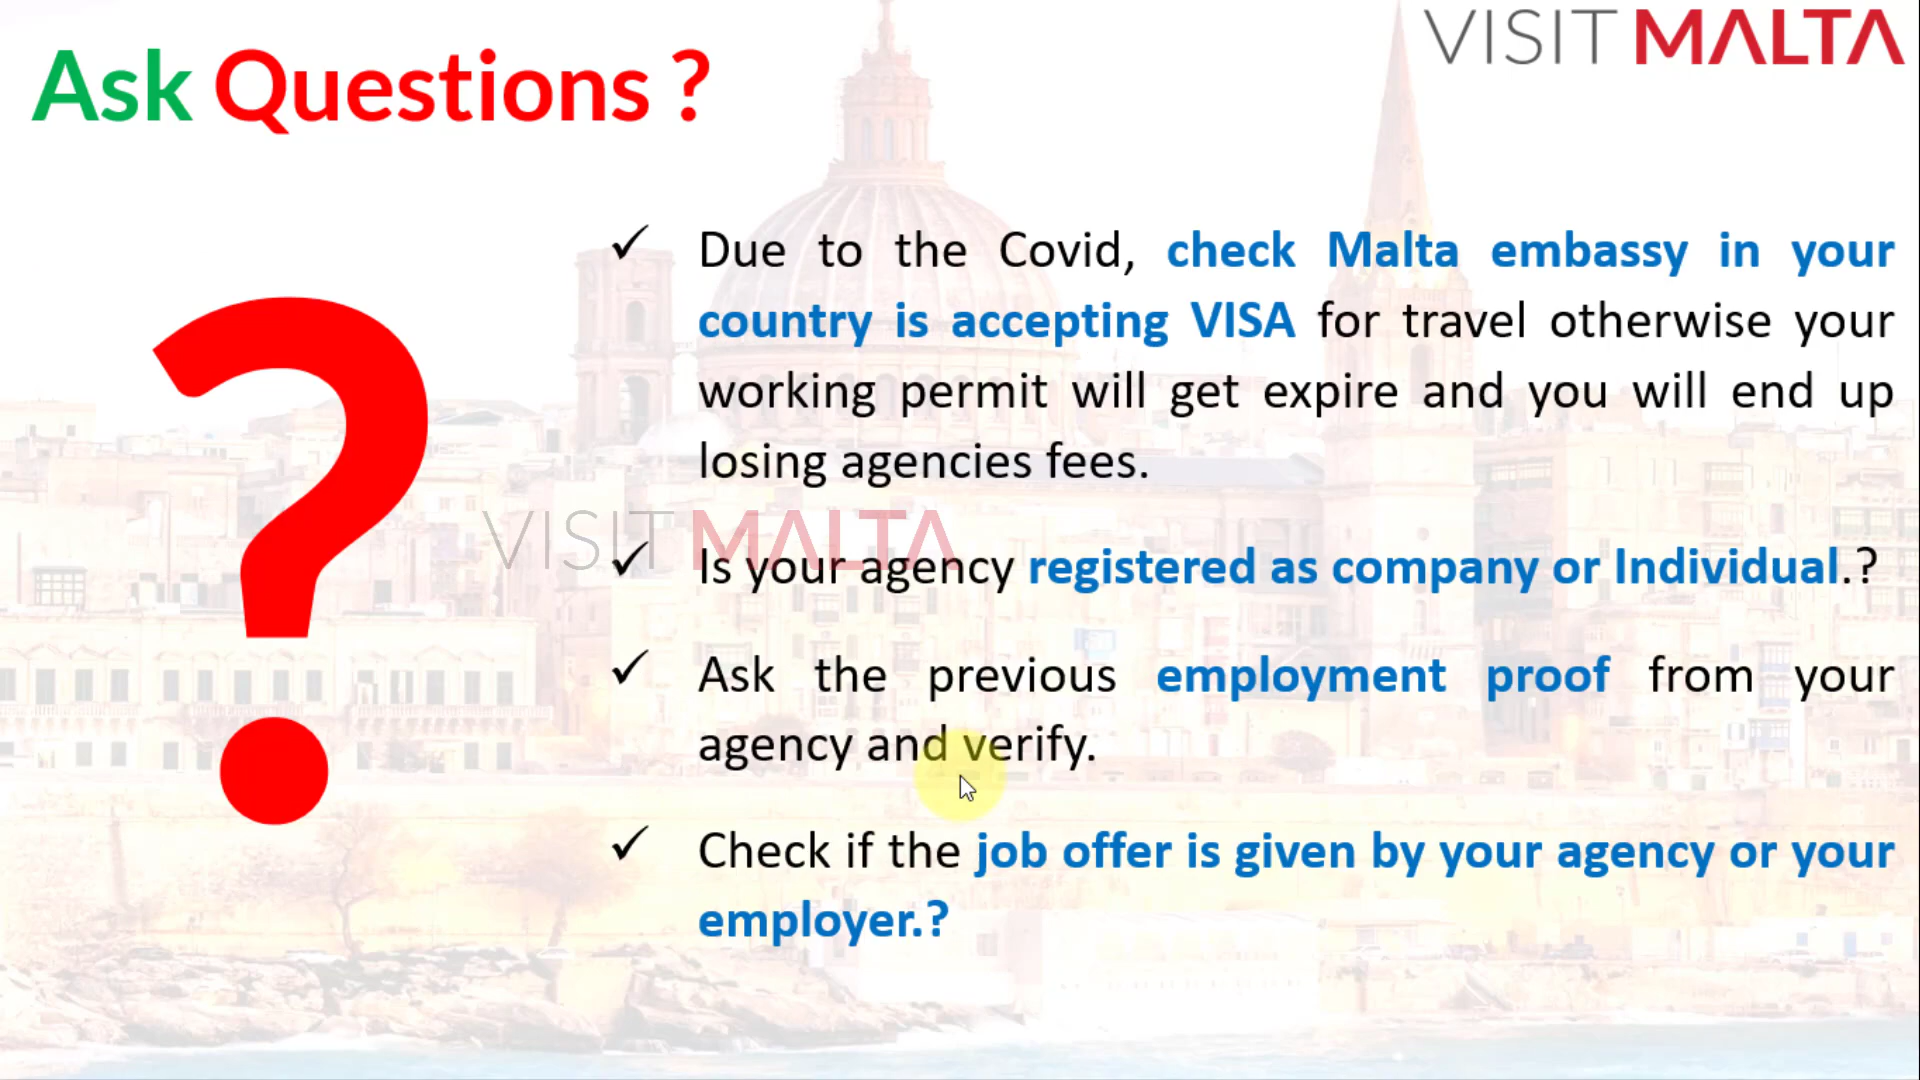 VISIT MALTA
Ask Questions ?
✓ Due to the Covid, check Malta embassy in your
country is accepting VISA for travel otherwise your
working permit will get expire and you will end up
losing agencies fees.
VISIT MALTA
✓ Is your agency registered as company or Individual.?
✓ Ask the previous employment proof from your
agency and verify.
✓ Check if the job offer is given by your agency or your
employer.?
?